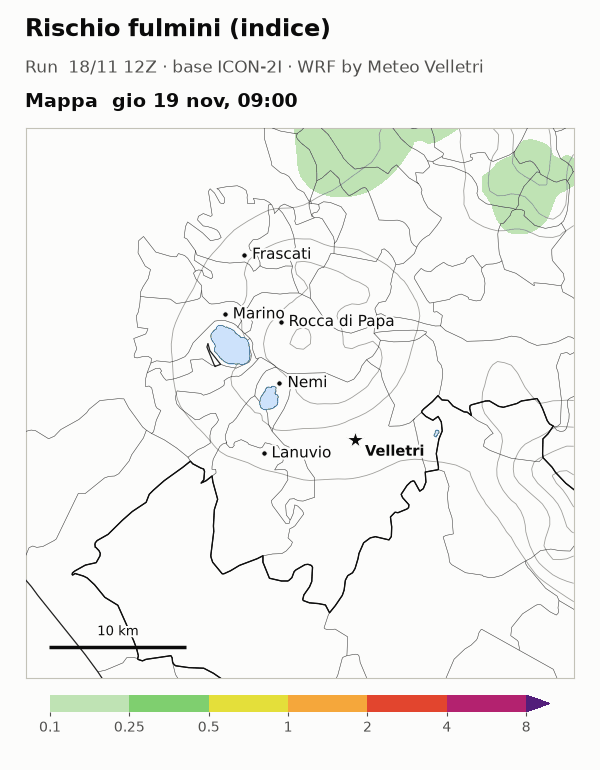 Rischio fulmini (indice)
Run  18/11 12Z · base ICON-2I · WRF by Meteo Velletri
Mappa  gio 19 nov, 09:00
Frascati
Marino
Rocca di Papa
Nemi
Velletri
Lanuvio
10 km
0.1 0.25 0.5 1 2 4 8